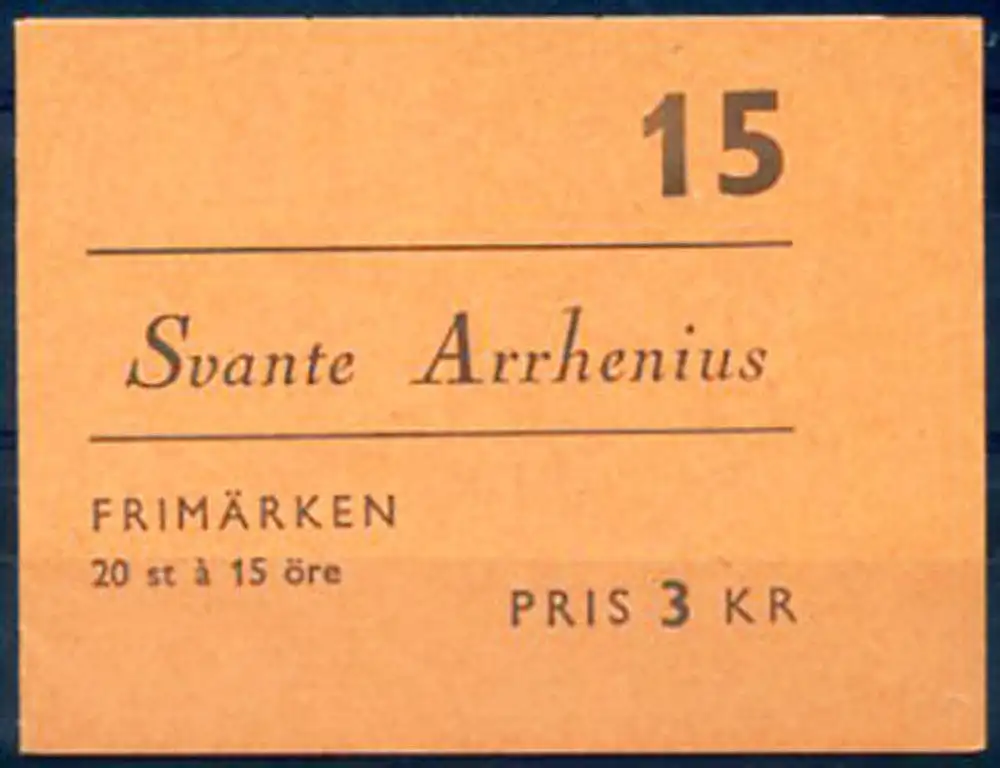 15
Svante Arrhenius
FRIMÄRKEN
20 st à 15 öre
PRIS 3 KR